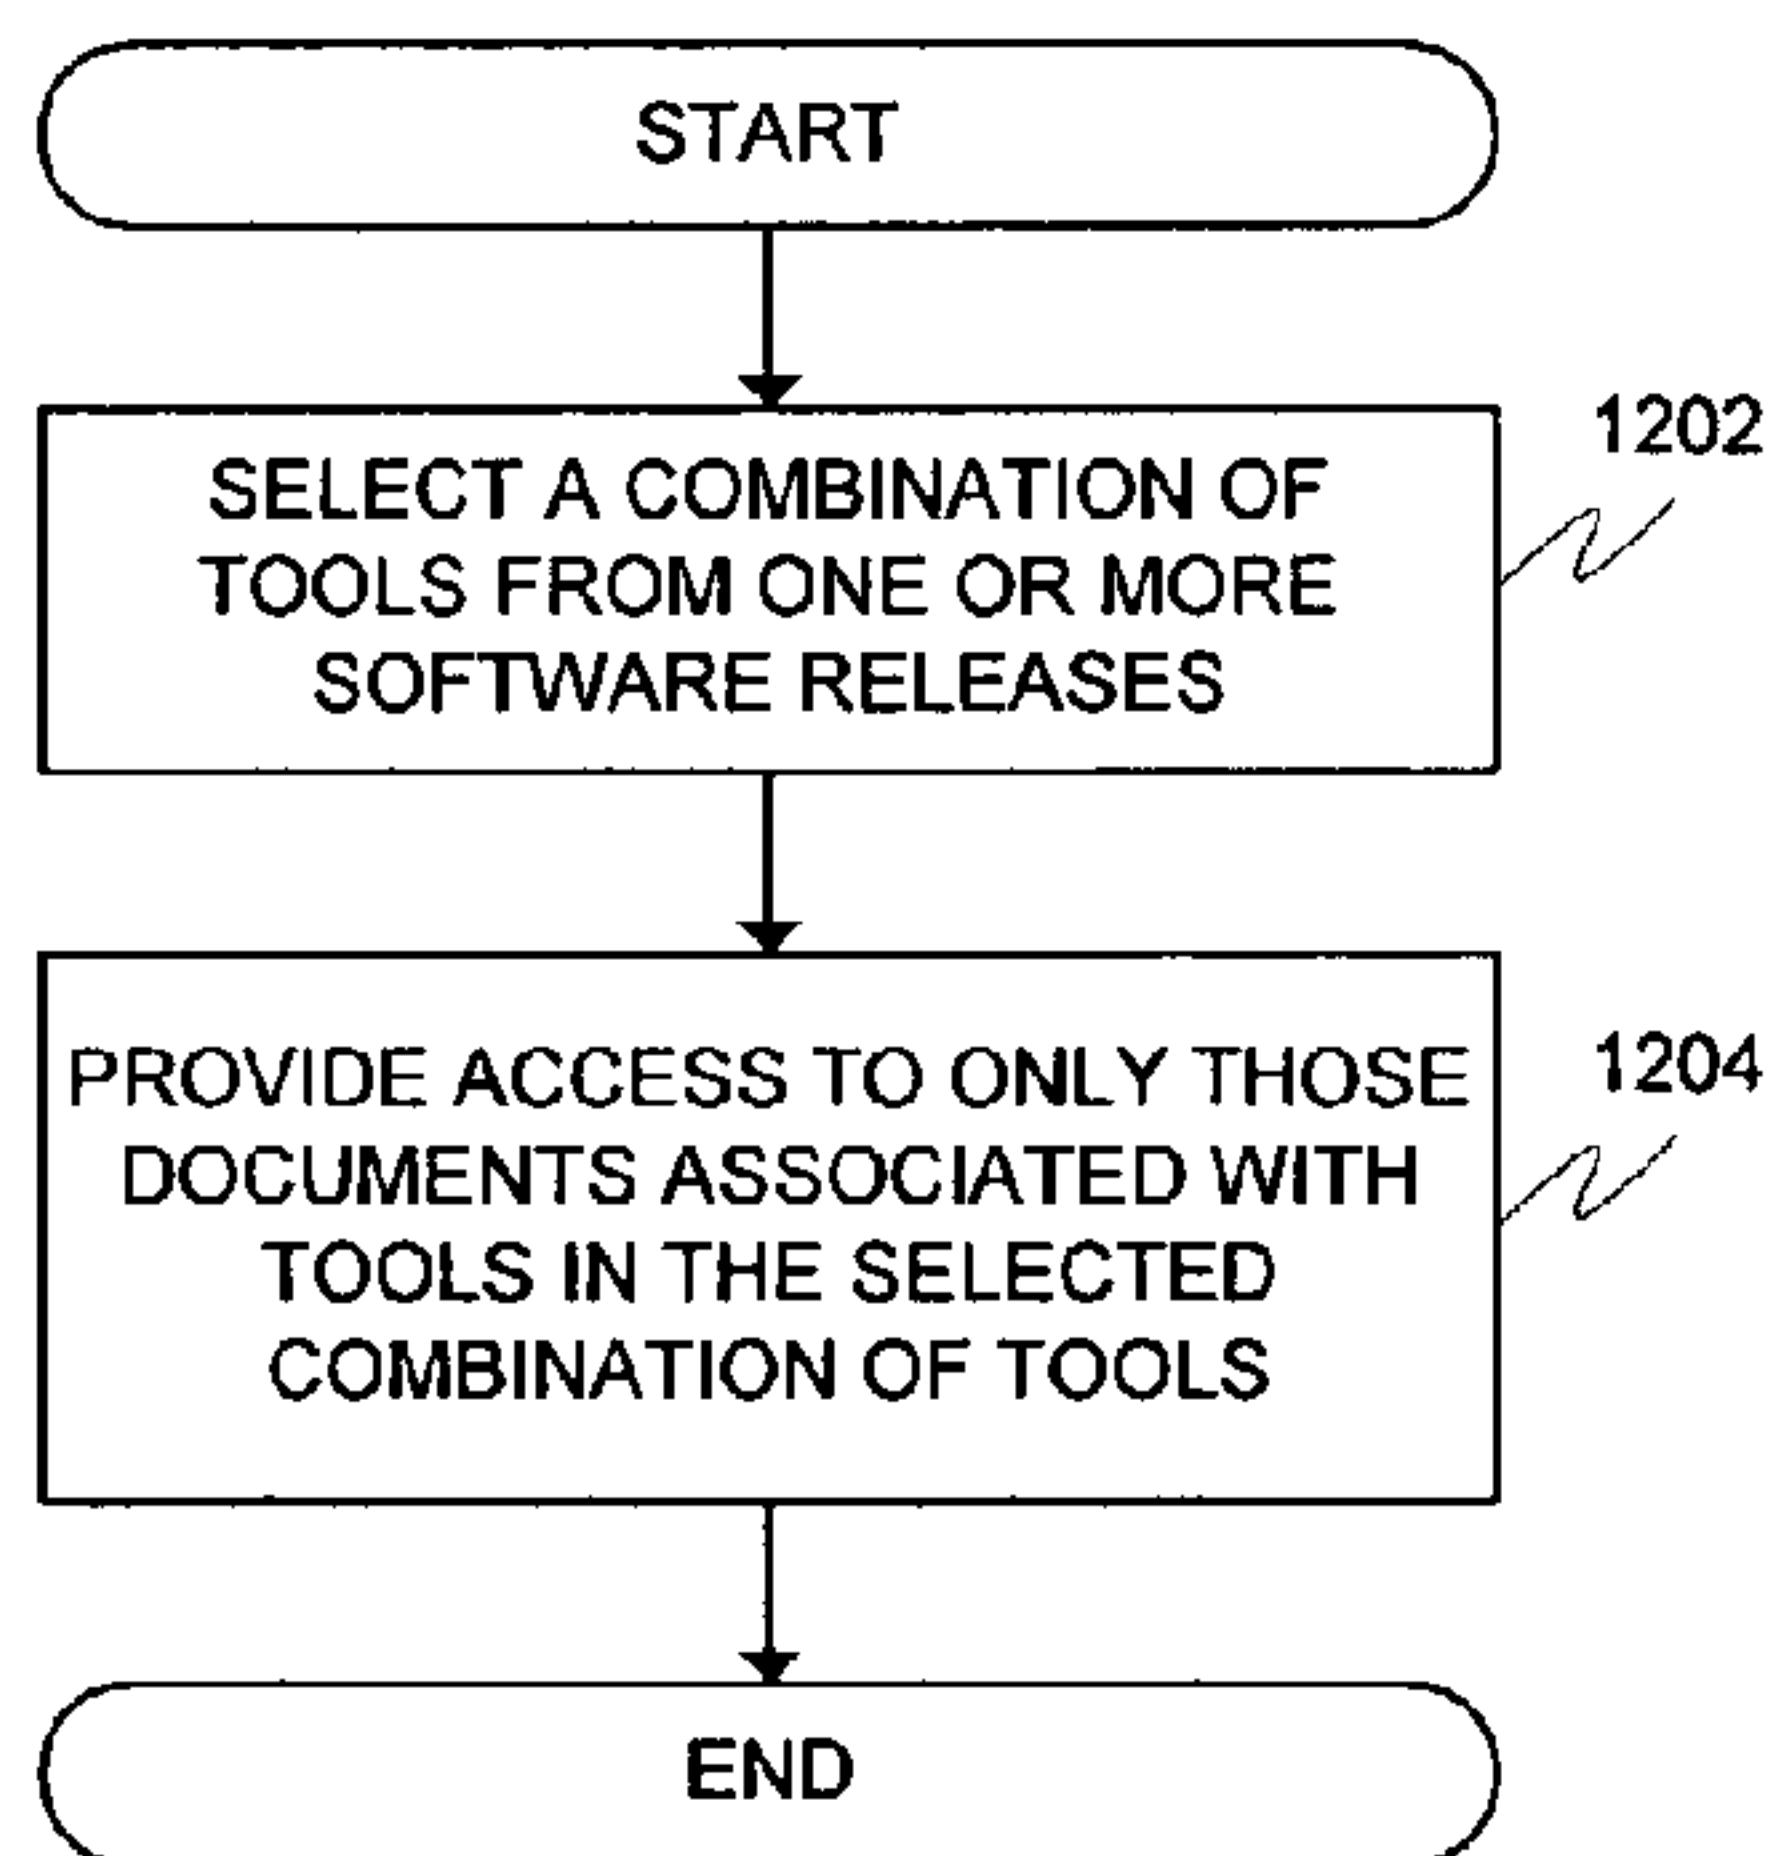 START
1202
SELECT A COMBINATION OF
TOOLS FROM ONE OR MORE
SOFTWARE RELEASES
1204
PROVIDE ACCESS TO ONLY THOSE
DOCUMENTS ASSOCIATED WITH
TOOLS IN THE SELECTED
COMBINATION OF TOOLS
END